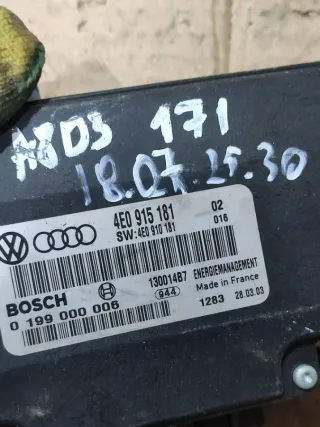 A8D3 171
18.07.25.30
4E0 915 181 02
SW:4E0 910 181 016
130014B7 ENERGIEMANAGEMENT
BOSCH 944 Made in France
0 199 000 006 1283 28.03.03